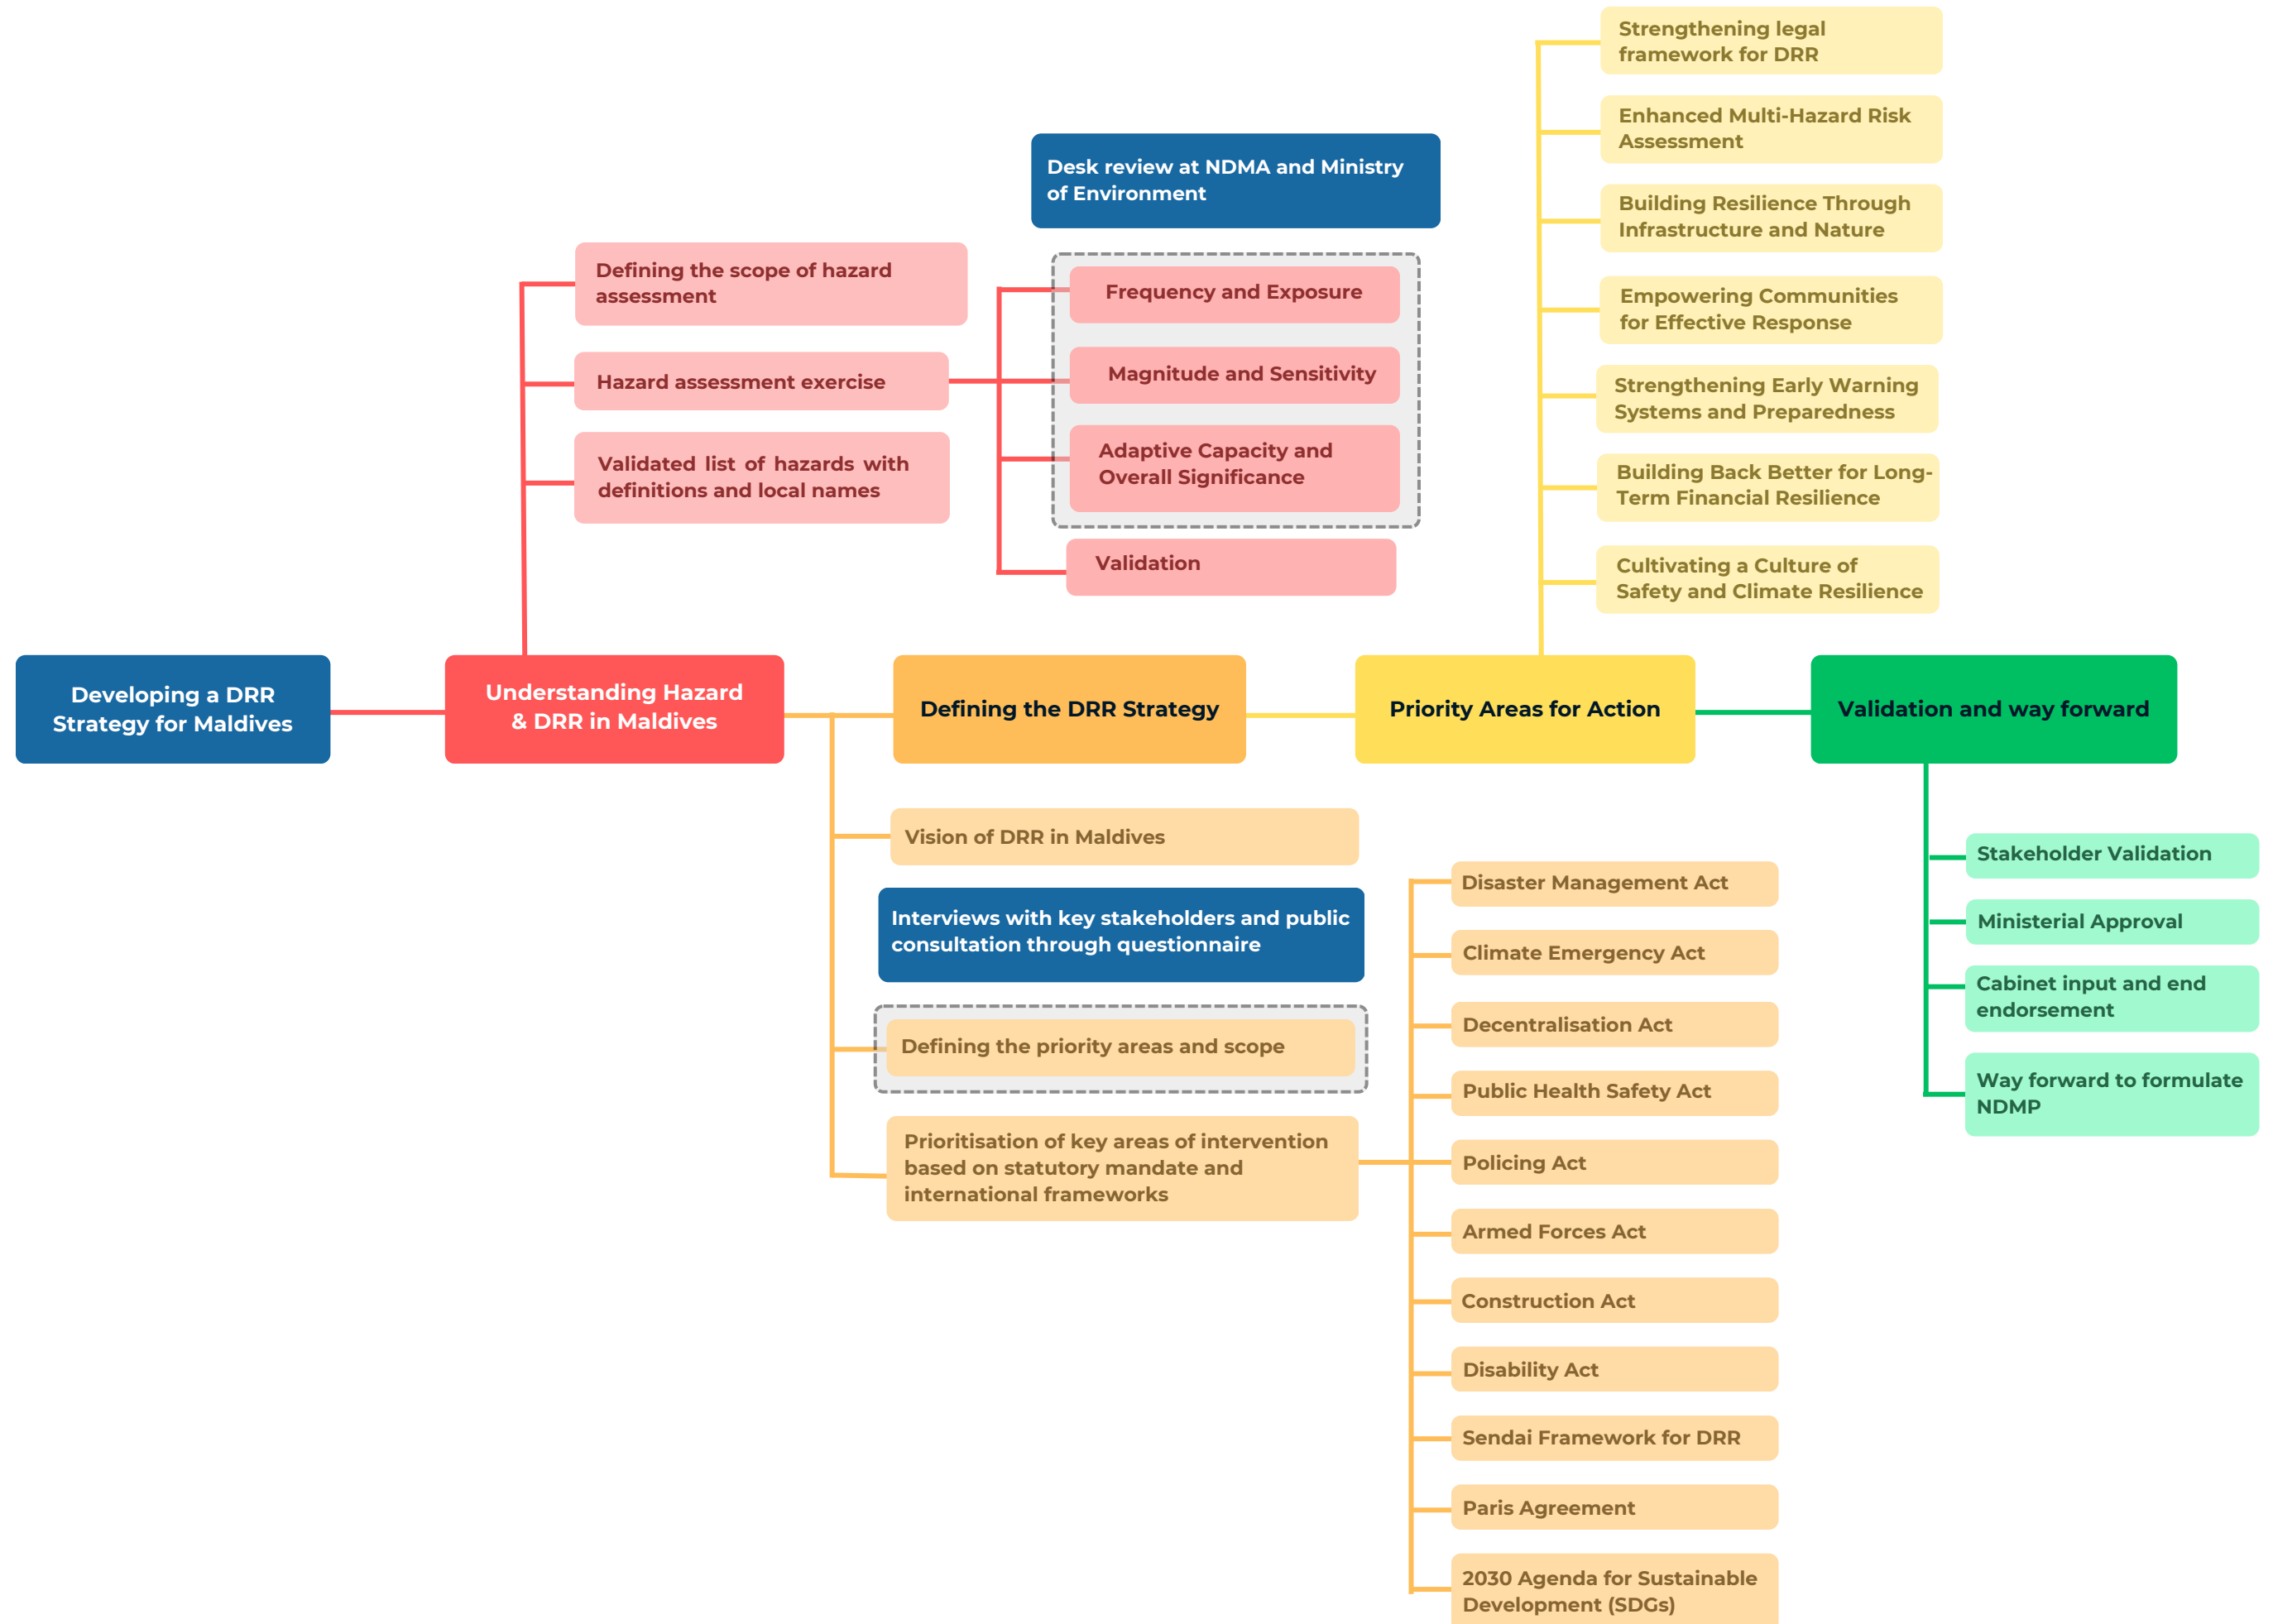 Strengthening legal
framework for DRR
Enhanced Multi-Hazard Risk
Assessment
Building Resilience Through
Infrastructure and Nature
Empowering Communities
for Effective Response
Strengthening Early Warning
Systems and Preparedness
Building Back Better for Long-
Term Financial Resilience
Cultivating a Culture of
Safety and Climate Resilience
Desk review at NDMA and Ministry
of Environment
Defining the scope of hazard
assessment
Hazard assessment exercise
Validated list of hazards with
definitions and local names
Frequency and Exposure
Magnitude and Sensitivity
Adaptive Capacity and
Overall Significance
Validation
Developing a DRR
Strategy for Maldives
Understanding Hazard
& DRR in Maldives
Defining the DRR Strategy
Priority Areas for Action
Validation and way forward
Vision of DRR in Maldives
Interviews with key stakeholders and public
consultation through questionnaire
Defining the priority areas and scope
Prioritisation of key areas of intervention
based on statutory mandate and
international frameworks
Disaster Management Act
Climate Emergency Act
Decentralisation Act
Public Health Safety Act
Policing Act
Armed Forces Act
Construction Act
Disability Act
Sendai Framework for DRR
Paris Agreement
2030 Agenda for Sustainable
Development (SDGs)
Stakeholder Validation
Ministerial Approval
Cabinet input and end
endorsement
Way forward to formulate
NDMP